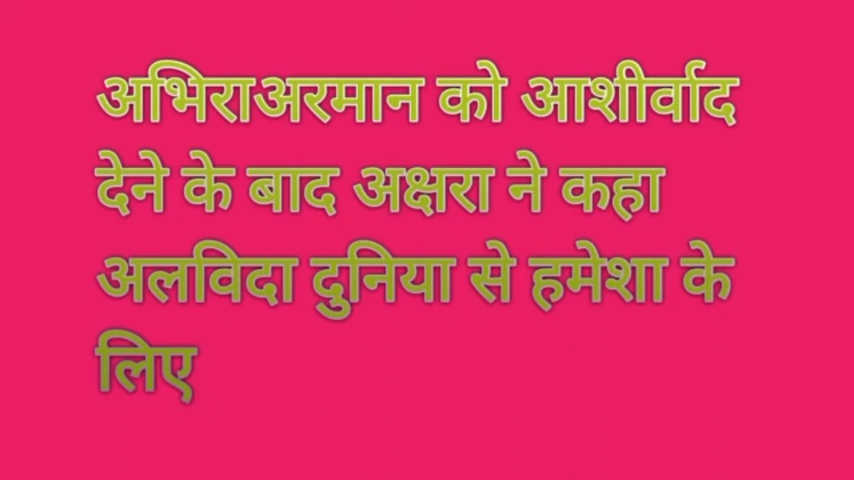 अभिराअरमान को आशीर्वाद
देने के बाद अक्षरा ने कहा
अलविदा दुनिया से हमेशा के
लिए